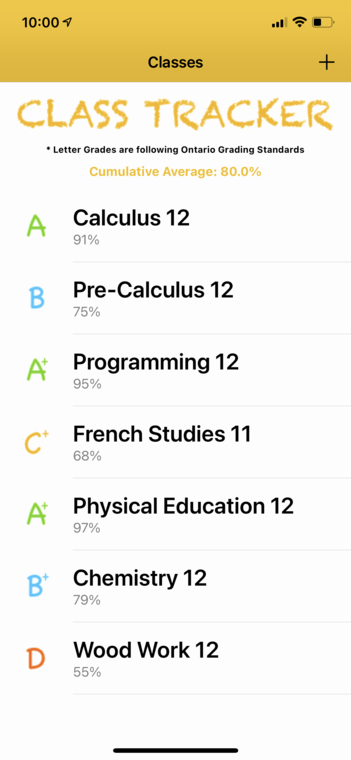 10:00
Classes +
CLASS TRACKER
* Letter Grades are following Ontario Grading Standards
Cumulative Average: 80.0%
A Calculus 12
91%
B Pre-Calculus 12
75%
A+ Programming 12
95%
C+ French Studies 11
68%
A+ Physical Education 12
97%
B+ Chemistry 12
79%
D Wood Work 12
55%